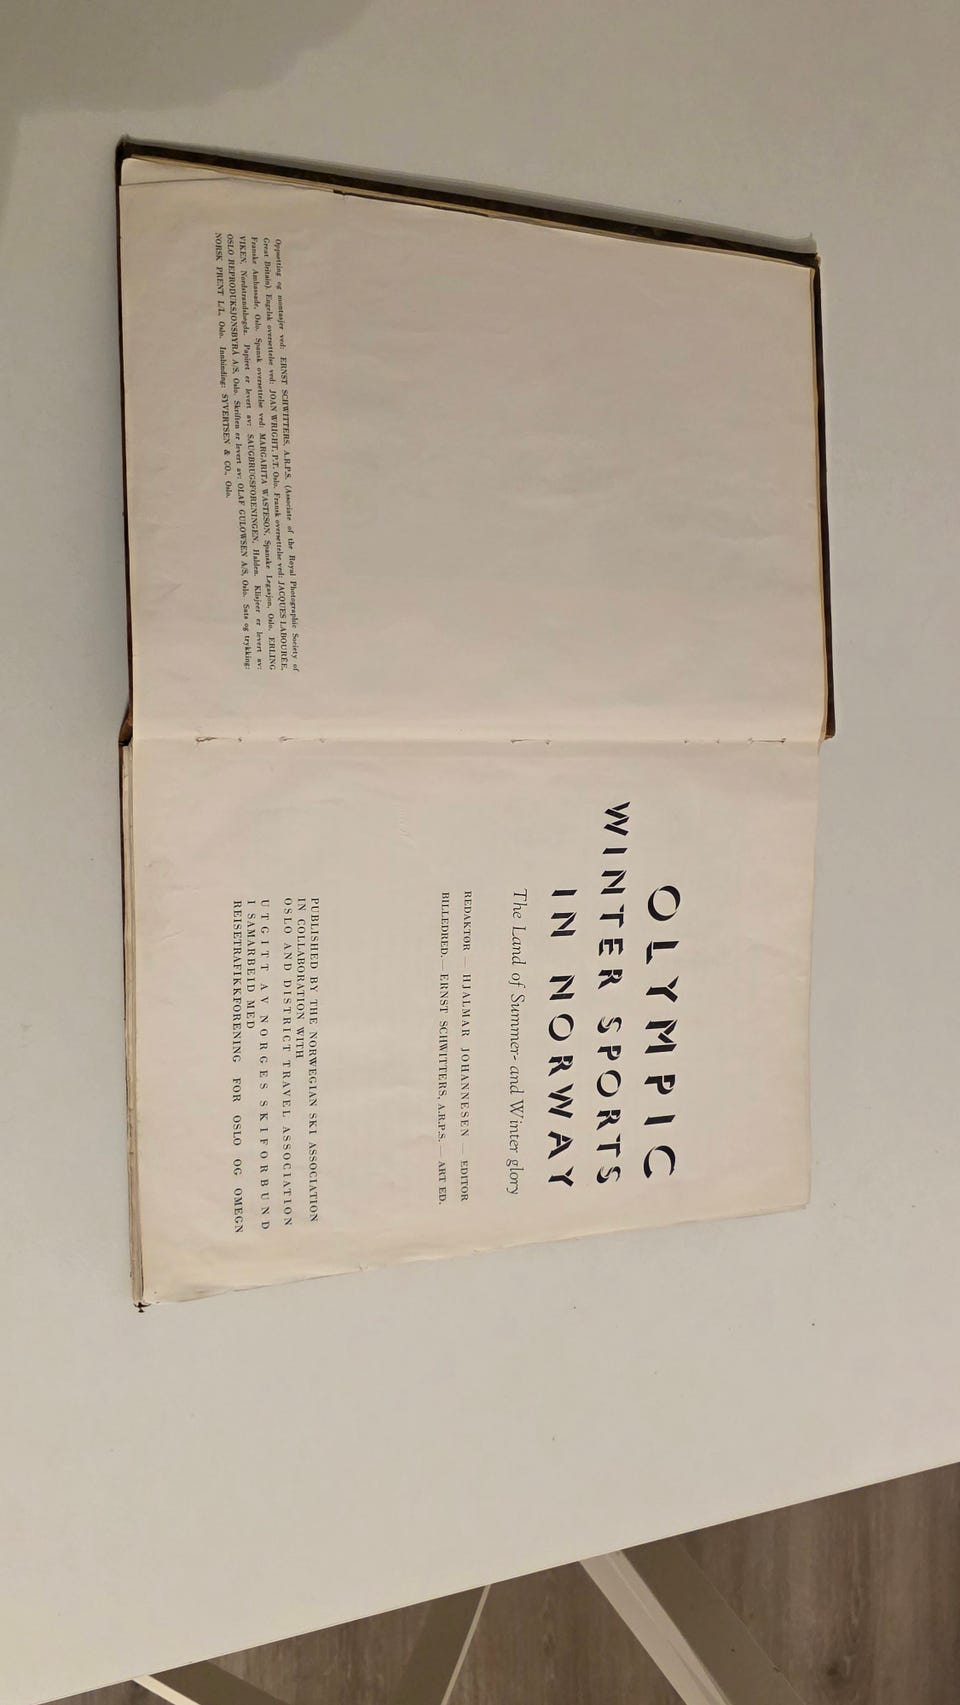 Oppsetting og montasjer ved: ERNST SCHWITTERS, A.R.P.S. (Associate of the Royal Photographic Society of
Great Britain). Engelsk oversettelse ved: JOAN WRIGHT, P.T. Oslo. Fransk oversettelse ved: JACQUES LABOURÉE,
Franske Ambassade, Oslo. Spansk oversettelse ved: MARGARITA WASTESON, Spanske Legasjon, Oslo. ERLING
VIKEN, Nordstrandshøgda. Papiret er levert av: SAUGBRUGSFORENINGEN, Halden. Klisjeer er levert av:
OSLO REPRODUKSJONSBYRÅ A/S, Oslo. Skriften er levert av: OLAF GULOWSEN A/S, Oslo. Sats og trykking:
NORSK PRENT L/L, Oslo. Innbinding: SYVERTSEN & CO., Oslo.
OLYMPIC
WINTER SPORTS
IN NORWAY
The Land of Summer- and Winter glory
REDAKTØR — HJALMAR JOHANNESEN — EDITOR
BILLEDRED. — ERNST SCHWITTERS, A.R.P.S. — ART ED.
PUBLISHED BY THE NORWEGIAN SKI ASSOCIATION
IN COLLABORATION WITH
OSLO AND DISTRICT TRAVEL ASSOCIATION
UTGITT AV NORGES SKIFORBUND
I SAMARBEID MED
REISETRAFIKKFORENING FOR OSLO OG OMEGN